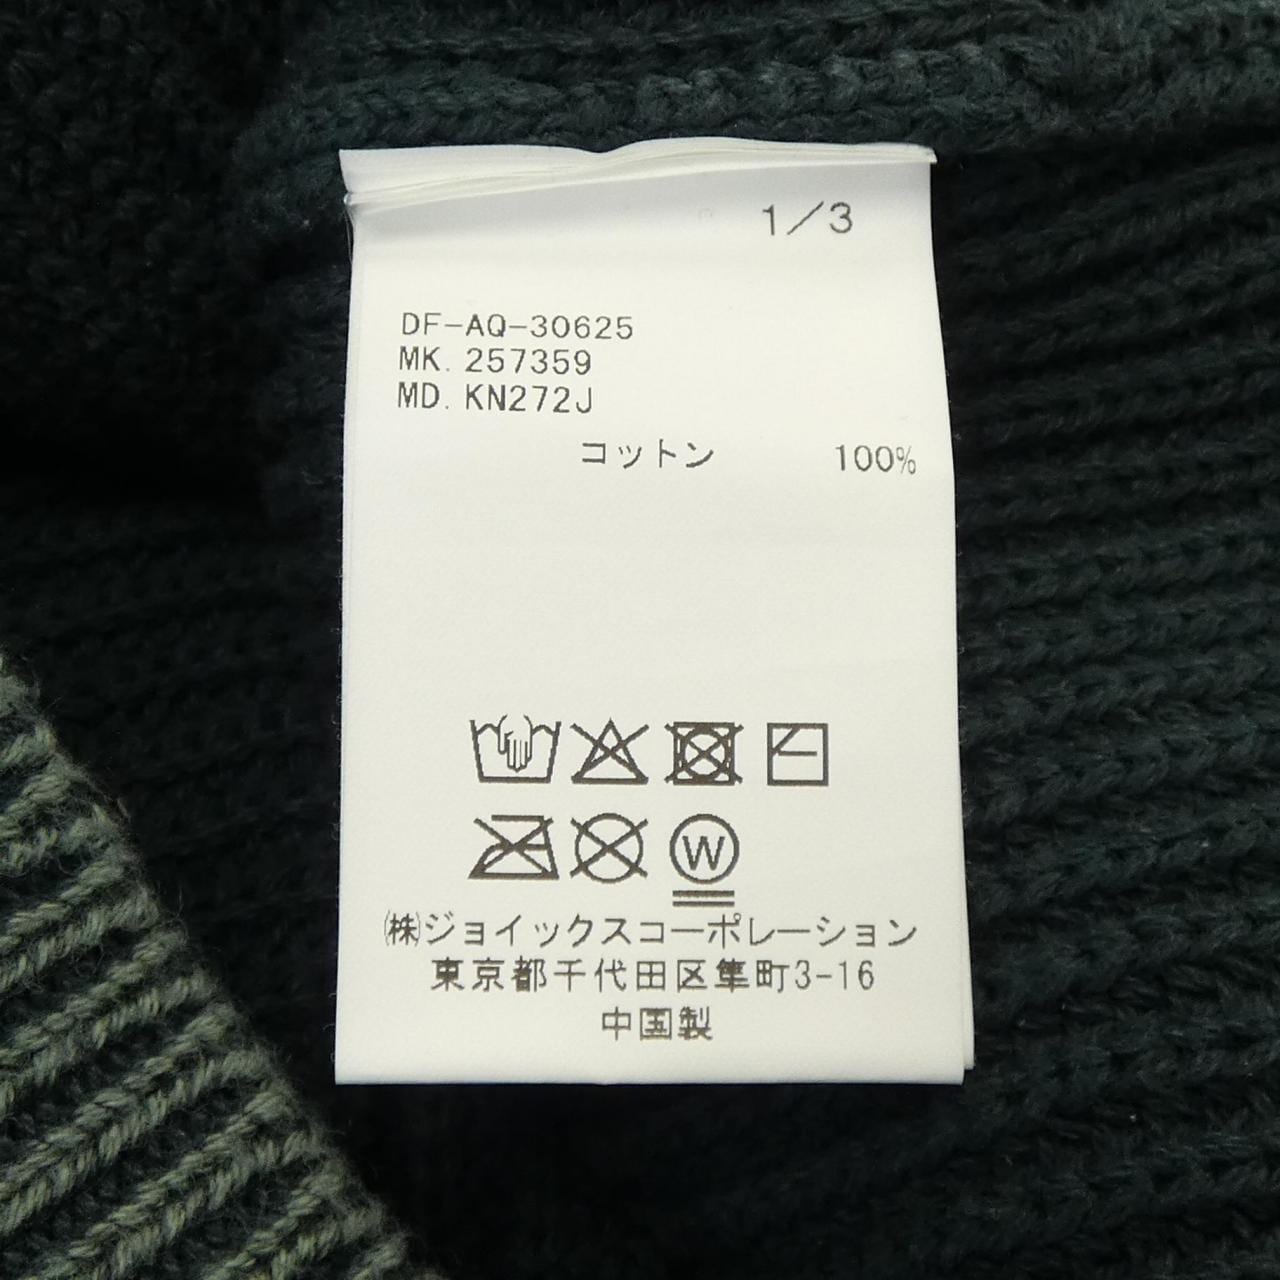 1/3
DF-AQ-30625
MK. 257359
MD. KN272J
コットン 100%
W
㈱ジョイックスコーポレーション
東京都千代田区隼町3-16
中国製